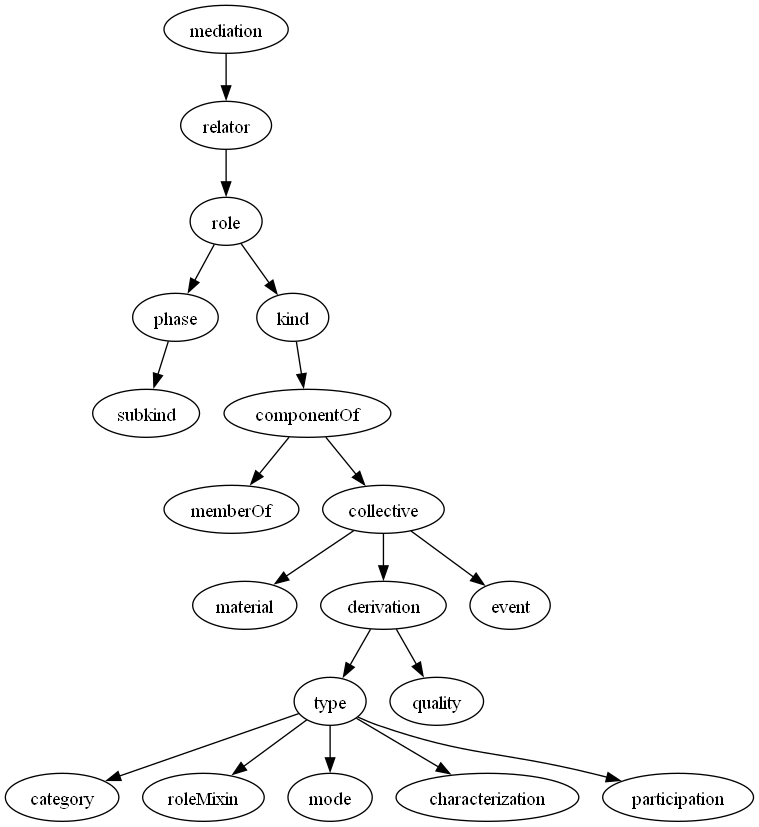 mediation
relator
role
phase
kind
subkind
componentOf
memberOf
collective
material
derivation
event
type
quality
category
roleMixin
mode
characterization
participation